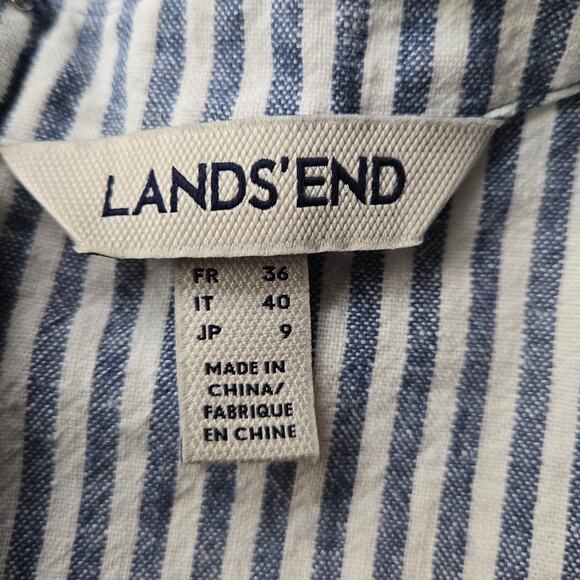 LANDS'END
FR 36
IT 40
JP 9
MADE IN
CHINA/
FABRIQUE
EN CHINE